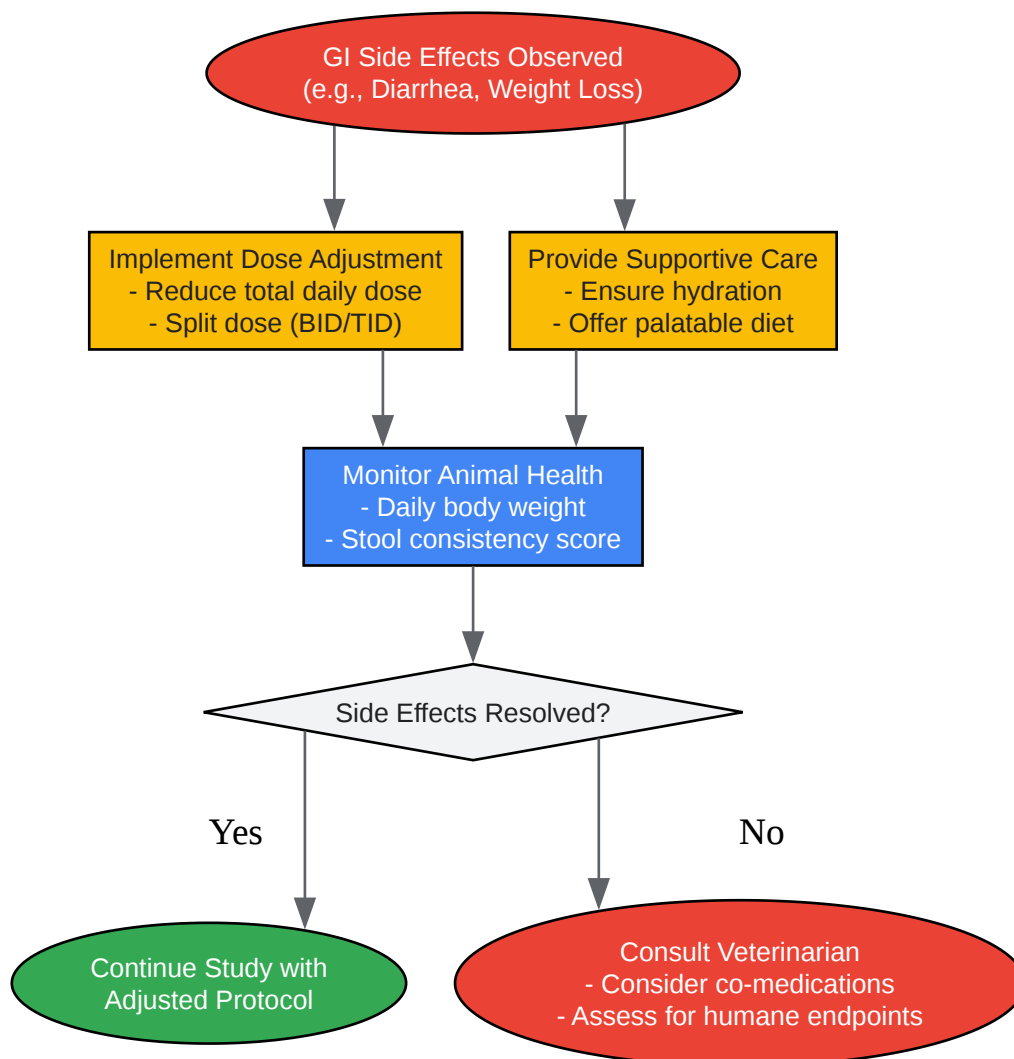 GI Side Effects Observed
(e.g., Diarrhea, Weight Loss)
Implement Dose Adjustment
- Reduce total daily dose
- Split dose (BID/TID)
Provide Supportive Care
- Ensure hydration
- Offer palatable diet
Monitor Animal Health
- Daily body weight
- Stool consistency score
Side Effects Resolved?
Yes
No
Continue Study with
Adjusted Protocol
Consult Veterinarian
- Consider co-medications
- Assess for humane endpoints